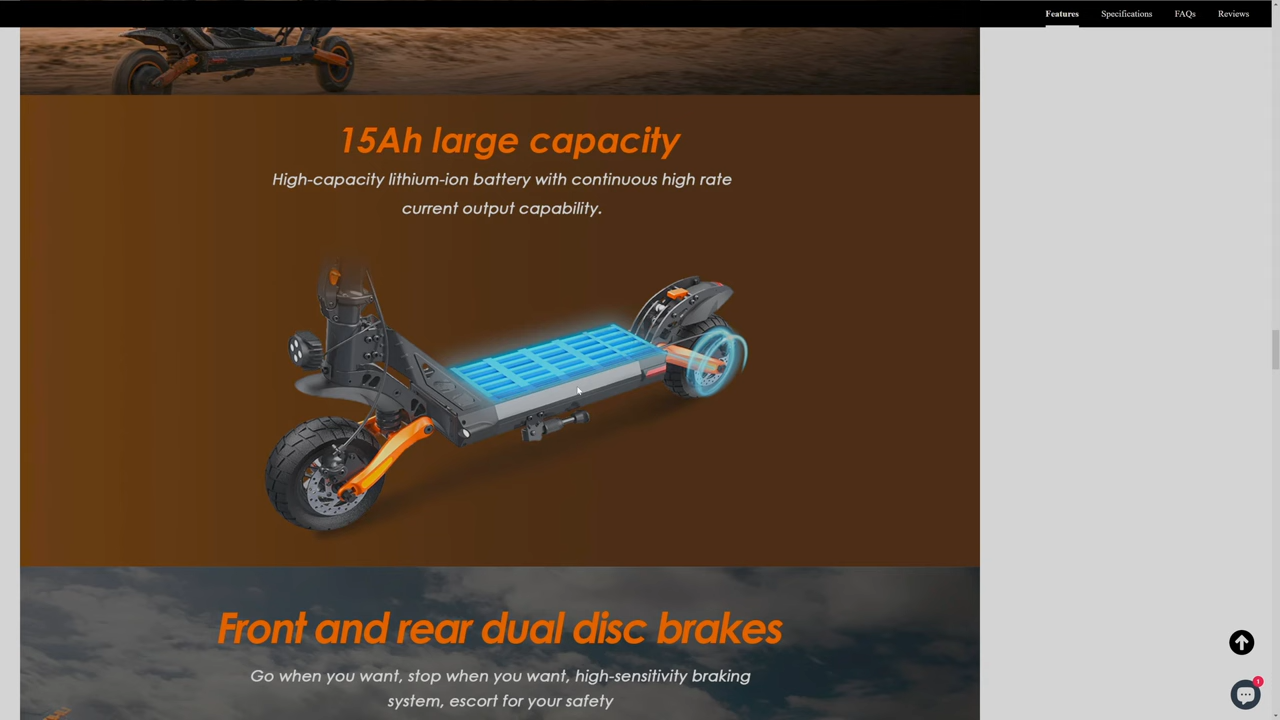 Features
Specifications
FAQs
Reviews
15Ah large capacity
High-capacity lithium-ion battery with continuous high rate
current output capability.
Front and rear dual disc brakes
Go when you want, stop when you want, high-sensitivity braking
system, escort for your safety
1